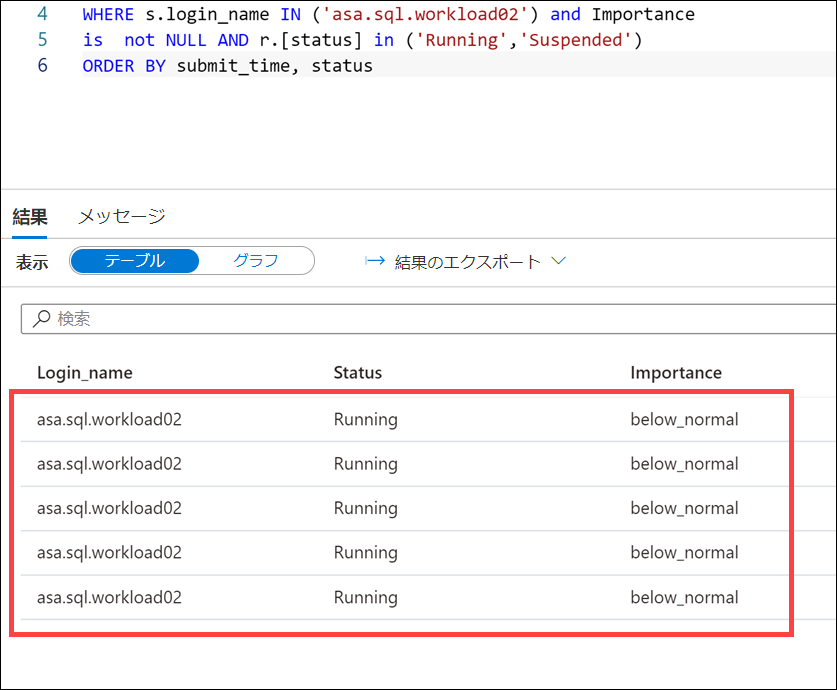 4 WHERE s.login_name IN ('asa.sql.workload02') and Importance
5 is  not NULL AND r.[status] in ('Running','Suspended')
6 ORDER BY submit_time, status
結果 メッセージ
表示 テーブル グラフ 結果のエクスポート
検索
Login_name Status Importance
asa.sql.workload02 Running below_normal
asa.sql.workload02 Running below_normal
asa.sql.workload02 Running below_normal
asa.sql.workload02 Running below_normal
asa.sql.workload02 Running below_normal